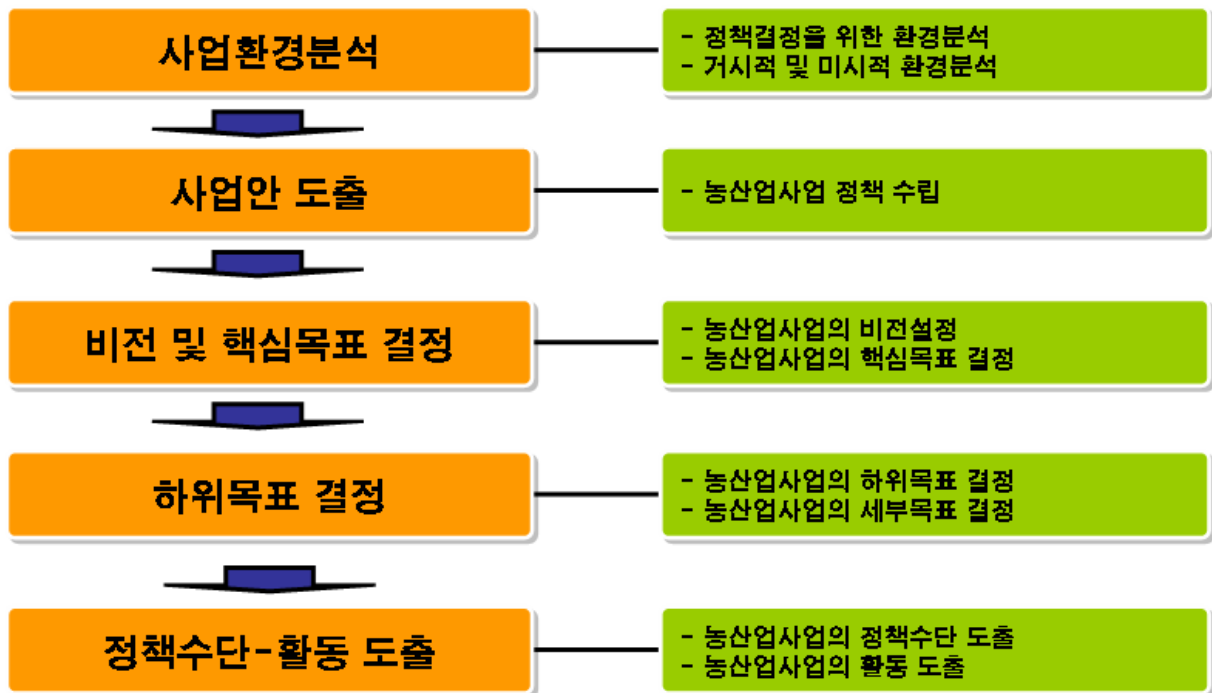 사업환경분석
- 정책결정을 위한 환경분석
- 거시적 및 미시적 환경분석
사업안 도출
- 농산업사업 정책 수립
비전 및 핵심목표 결정
- 농산업사업의 비전설정
- 농산업사업의 핵심목표 결정
하위목표 결정
- 농산업사업의 하위목표 결정
- 농산업사업의 세부목표 결정
정책수단-활동 도출
- 농산업사업의 정책수단 도출
- 농산업사업의 활동 도출